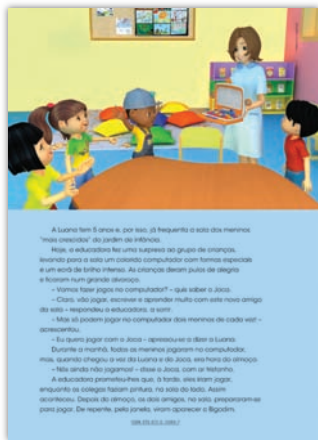 A Luana tem 5 anos e, por isso, já frequenta a sala dos meninos
"mais crescidos" do jardim de infância.
Hoje, a educadora fez uma surpresa ao grupo de crianças,
levando para a sala um colorido computador com formas especiais
e um ecrã de brilho intenso. As crianças deram pulos de alegria
e ficaram num grande alvoroço.
– Vamos fazer jogos no computador? – quis saber o Joca.
– Claro, vão jogar, escrever e aprender muito com este novo amigo
da sala – respondeu a educadora, a sorrir.
– Mas só podem jogar no computador dois meninos de cada vez! –
acrescentou.
– Eu quero jogar com o Joca – apressou-se a dizer a Luana.
Durante a manhã, todos os meninos jogaram no computador,
mas, quando chegou a vez da Luana e do Joca, era hora do almoço.
– Nós ainda não jogámos! – disse o Joca, com ar tristonho.
A educadora prometeu-lhes que, à tarde, eles iriam jogar,
enquanto os colegas faziam pintura, na sala do lado. Assim
aconteceu. Depois do almoço, os dois amigos, na sala, prepararam-se
para jogar. De repente, pela janela, viram aparecer o Bigodim.